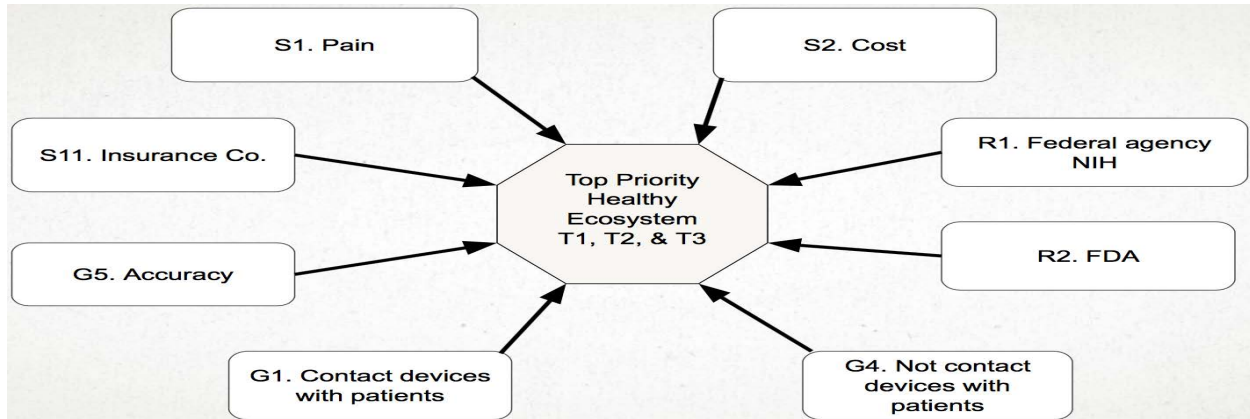 S1. Pain
S2. Cost
S11. Insurance Co.
R1. Federal agency
NIH
Top Priority
Healthy
Ecosystem
T1, T2, & T3
G5. Accuracy
R2. FDA
G1. Contact devices
with patients
G4. Not contact
devices with
patients